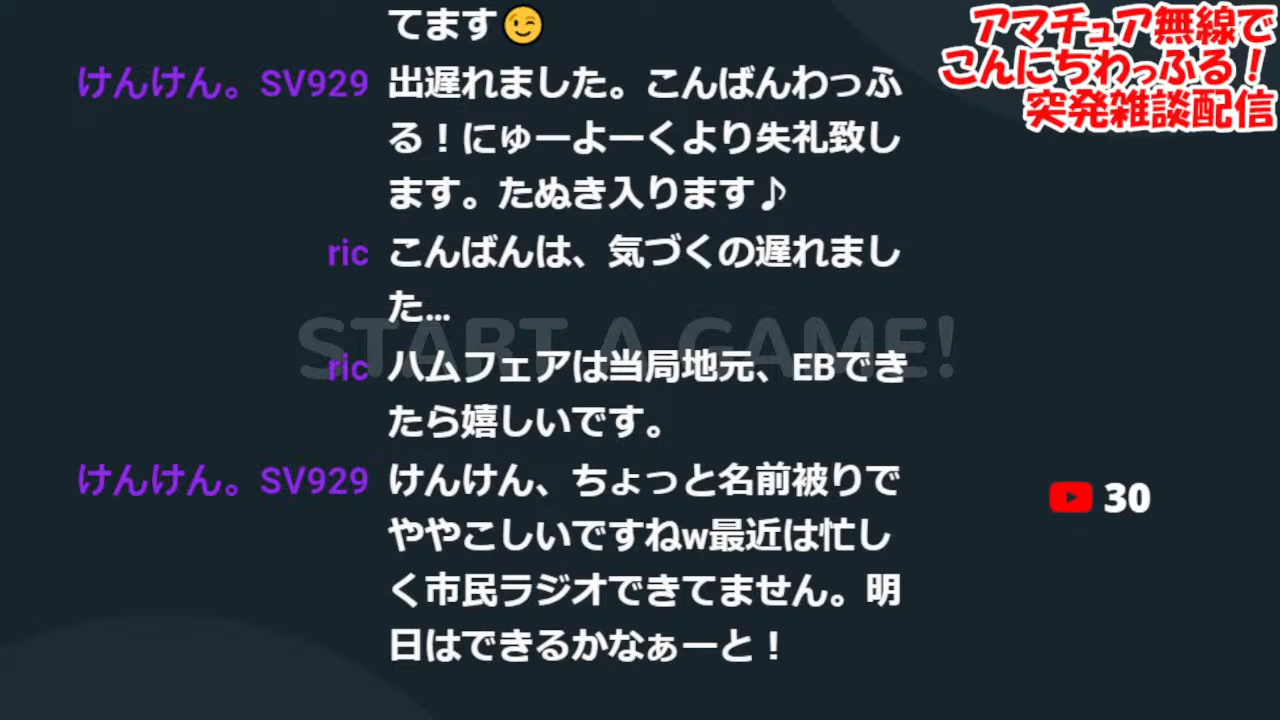 てます😉
けんけん。SV929 出遅れました。こんばんわっふ
る！にゅーよーくより失礼致し
ます。たぬき入ります♪
ric こんばんは、気づくの遅れまし
た...
START A GAME!
ric ハムフェアは当局地元、EBでき
たら嬉しいです。
けんけん。SV929 けんけん、ちょっと名前被りで
ややこしいですねw最近は忙し
く市民ラジオできてません。明
日はできるかなぁーと！
アマチュア無線で
こんにちわっふる！
突発雑談配信
30